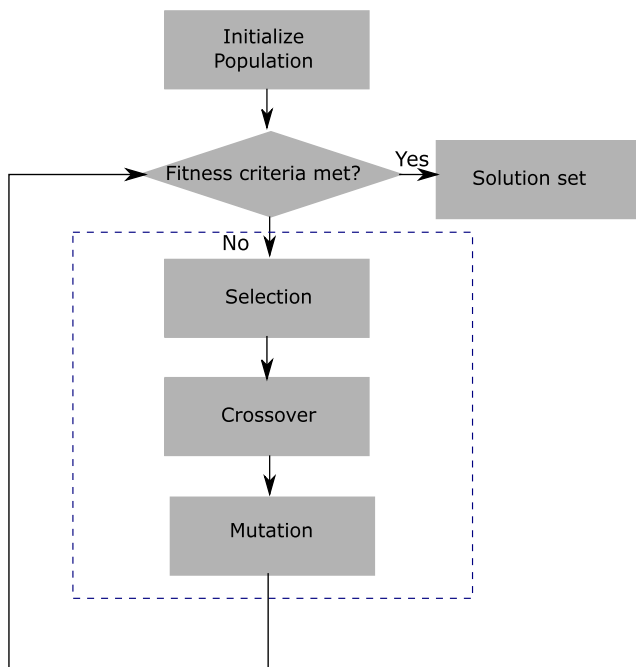 Initialize
Population
Fitness criteria met?
Yes
Solution set
No
Selection
Crossover
Mutation